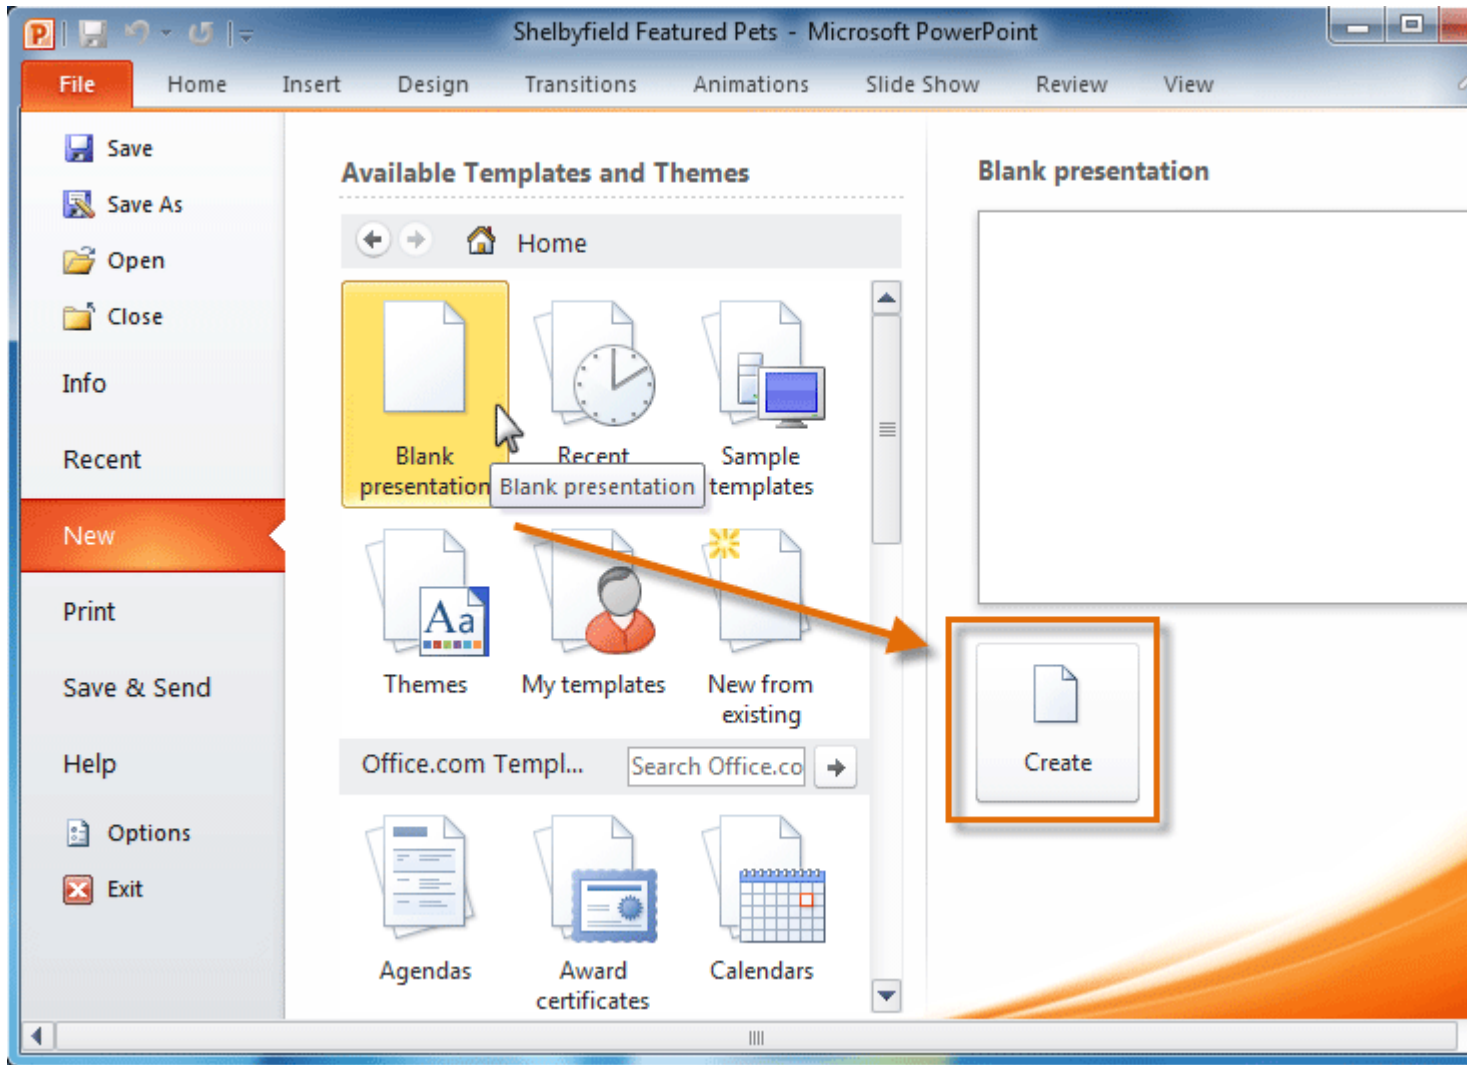 Shelbyfield Featured Pets - Microsoft PowerPoint
File Home Insert Design Transitions Animations Slide Show Review View
Save
Save As
Open
Close
Info
Recent
New
Print
Save & Send
Help
Options
Exit
Available Templates and Themes
Home
Blank
presentation
Recent
Sample
templates
Blank presentation
Themes
My templates
New from
existing
Office.com Templ...
Search Office.co
Agendas
Award
certificates
Calendars
Blank presentation
Create